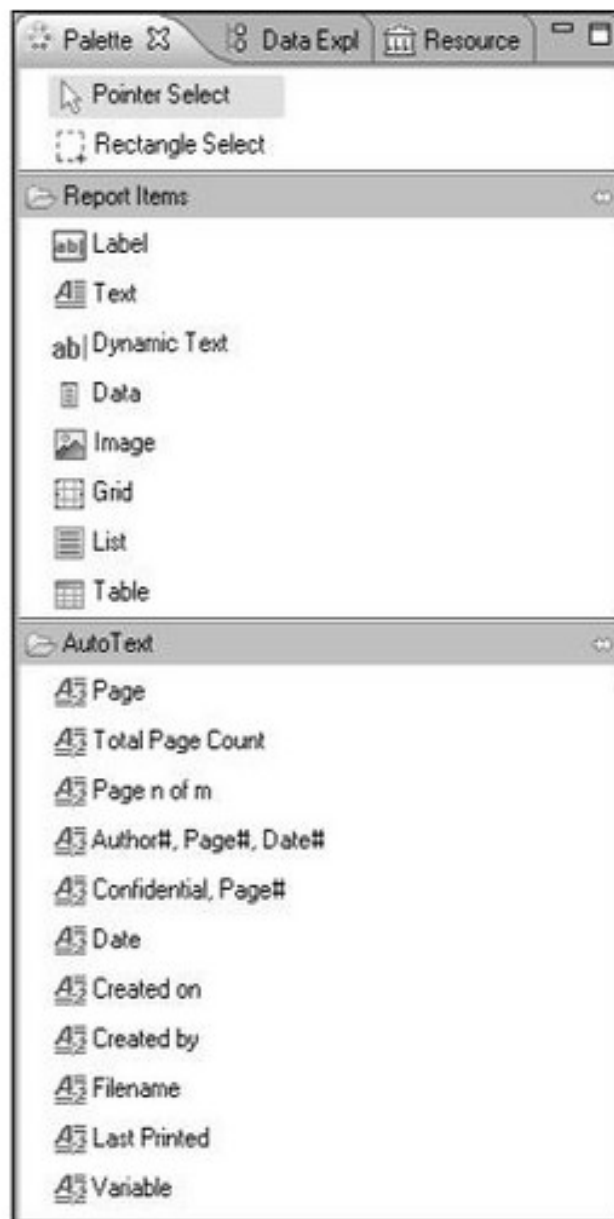 Palette Data Expl Resource
Pointer Select
Rectangle Select
Report Items
Label
Text
Dynamic Text
Data
Image
Grid
List
Table
AutoText
Page
Total Page Count
Page n of m
Author#, Page#, Date#
Confidential, Page#
Date
Created on
Created by
Filename
Last Printed
Variable